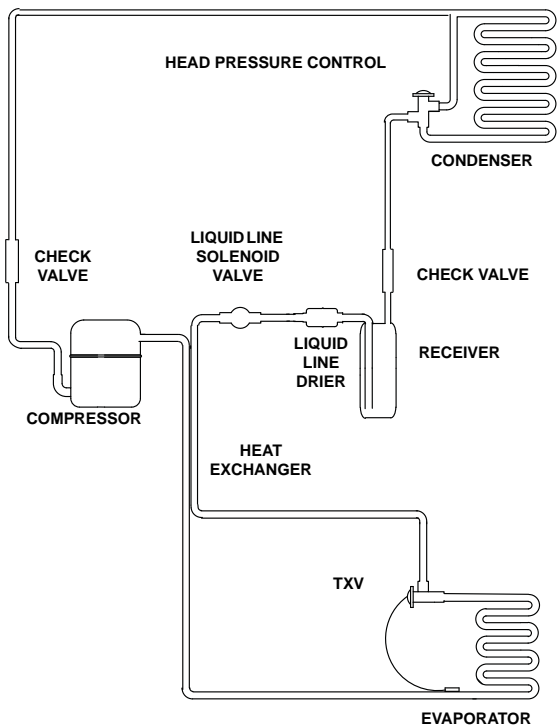 HEAD PRESSURE CONTROL
CONDENSER
CHECK
VALVE
LIQUID LINE
SOLENOID
VALVE
CHECK VALVE
LIQUID
LINE
DRIER
RECEIVER
COMPRESSOR
HEAT
EXCHANGER
TXV
EVAPORATOR